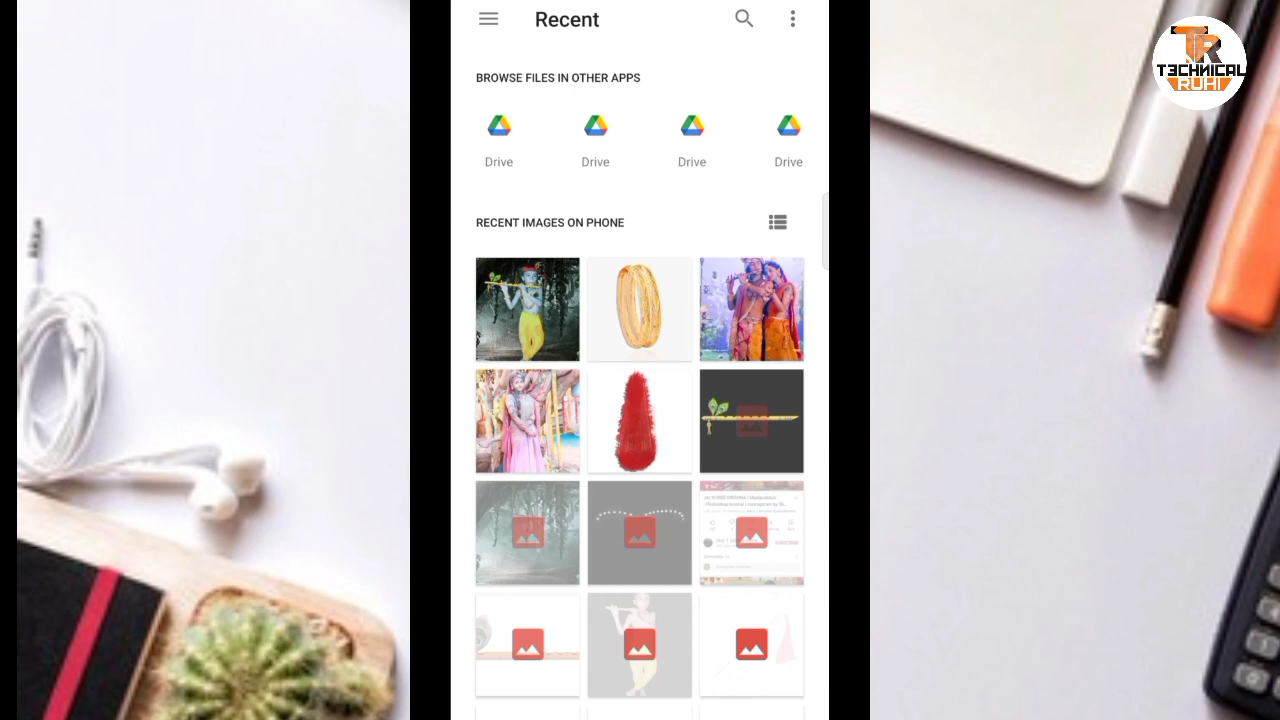 Recent
TECHNICAL
RUHI
BROWSE FILES IN OTHER APPS
Drive
Drive
Drive
Drive
RECENT IMAGES ON PHONE